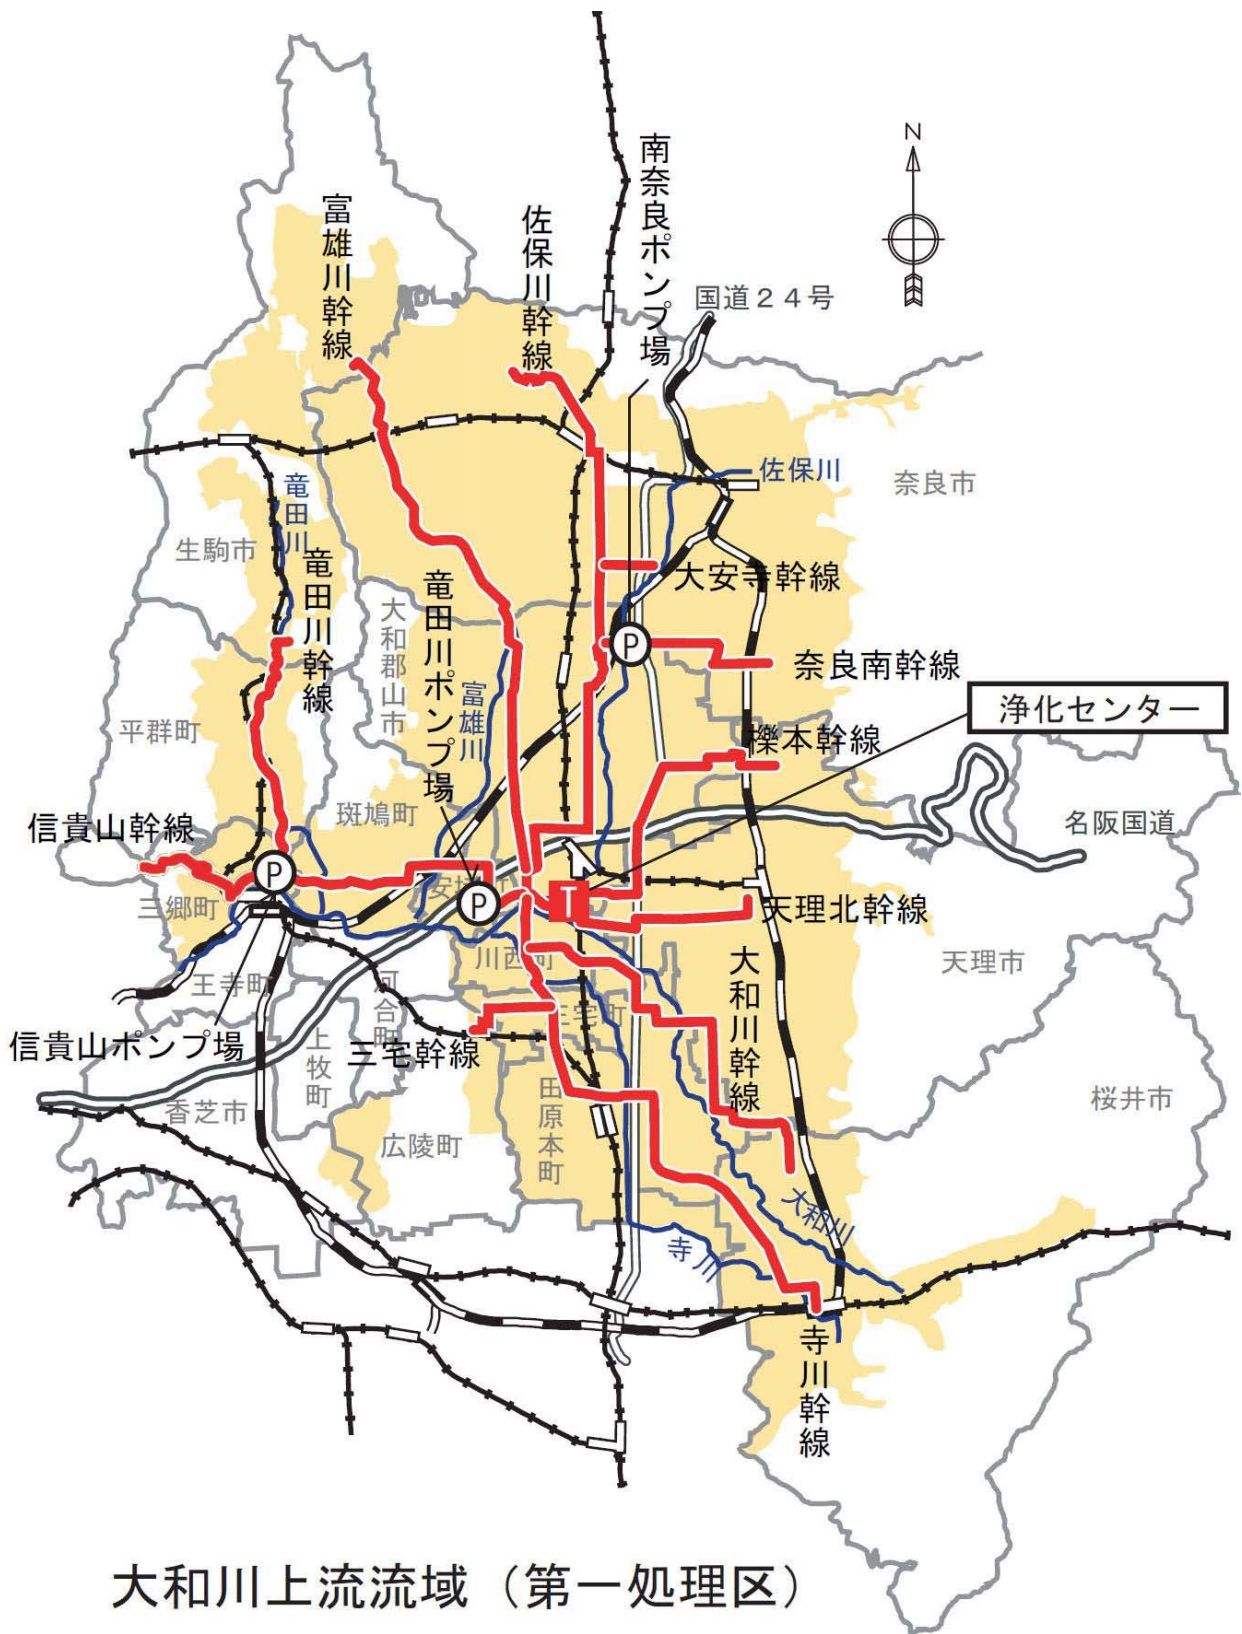 N
南奈良ポンプ場
富雄川幹線
佐保川幹線
国道24号
佐保川
奈良市
竜田川
生駒市
竜田川幹線
大和郡山市
竜田川ポンプ場
大安寺幹線
P
奈良南幹線
富雄川
浄化センター
平群町
櫟本幹線
斑鳩町
信貴山幹線
名阪国道
P
安堵町
P
T
三郷町
天理北幹線
川西町
大和川幹線
天理市
王寺町
河合町
三宅町
信貴山ポンプ場
上牧町
三宅幹線
香芝市
田原本町
桜井市
広陵町
大和川
寺川
寺川幹線
大和川上流流域（第一処理区）